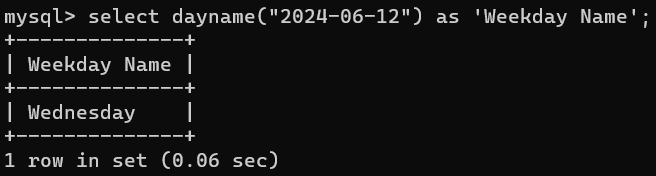 mysql> select dayname("2024-06-12") as 'Weekday Name';
+--------------+
| Weekday Name |
+--------------+
| Wednesday    |
+--------------+
1 row in set (0.06 sec)